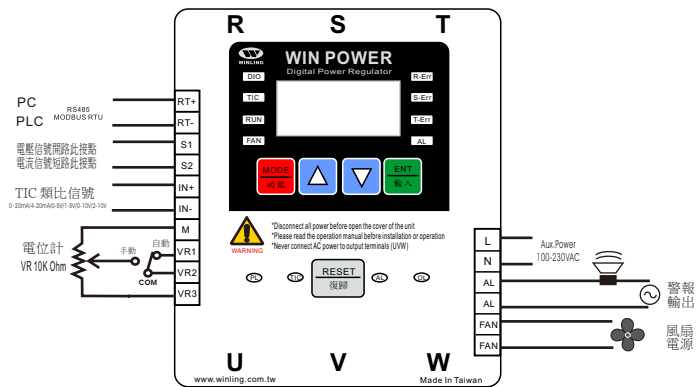 R S T
WINLING
WIN POWER
Digital Power Regulator
DIO
R-Err
TIC
S-Err
RUN
T-Err
FAN
AL
MODE
功能
ENT
輸入
WARNING
*Disconnect all power before open the cover of the unit
*Please read the operation manual before installation or operation
*Never connect AC power to output terminals (UVW)
PL
TIC
RESET
復歸
AD
OL
U V W
www.winling.com.tw
Made In Taiwan
PC
PLC
RS485
MODBUS RTU
電壓信號開路此接點
電流信號短路此接點
TIC 類比信號
0-20mA/4-20mA/0-5V/1-5V/0-10V/2-10V
電位計
VR 10K Ohm
手動
自動
COM
RT+
RT-
S1
S2
IN+
IN-
M
VR1
VR2
VR3
L
N
AL
AL
FAN
FAN
Aux.Power
100-230VAC
警報
輸出
風扇
電源